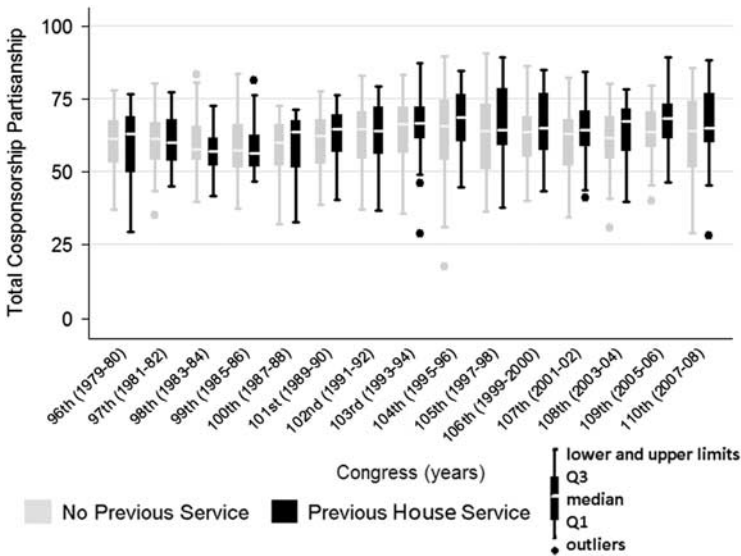 Total Cosponsorship Partisanship
100
75
50
25
0
96th (1979-80)
97th (1981-82)
98th (1983-84)
99th (1985-86)
100th (1987-88)
101st (1989-90)
102nd (1991-92)
103rd (1993-94)
104th (1995-96)
105th (1997-98)
106th (1999-2000)
107th (2001-02)
108th (2003-04)
109th (2005-06)
110th (2007-08)
Congress (years)
No Previous Service
Previous House Service
lower and upper limits
Q3
median
Q1
outliers